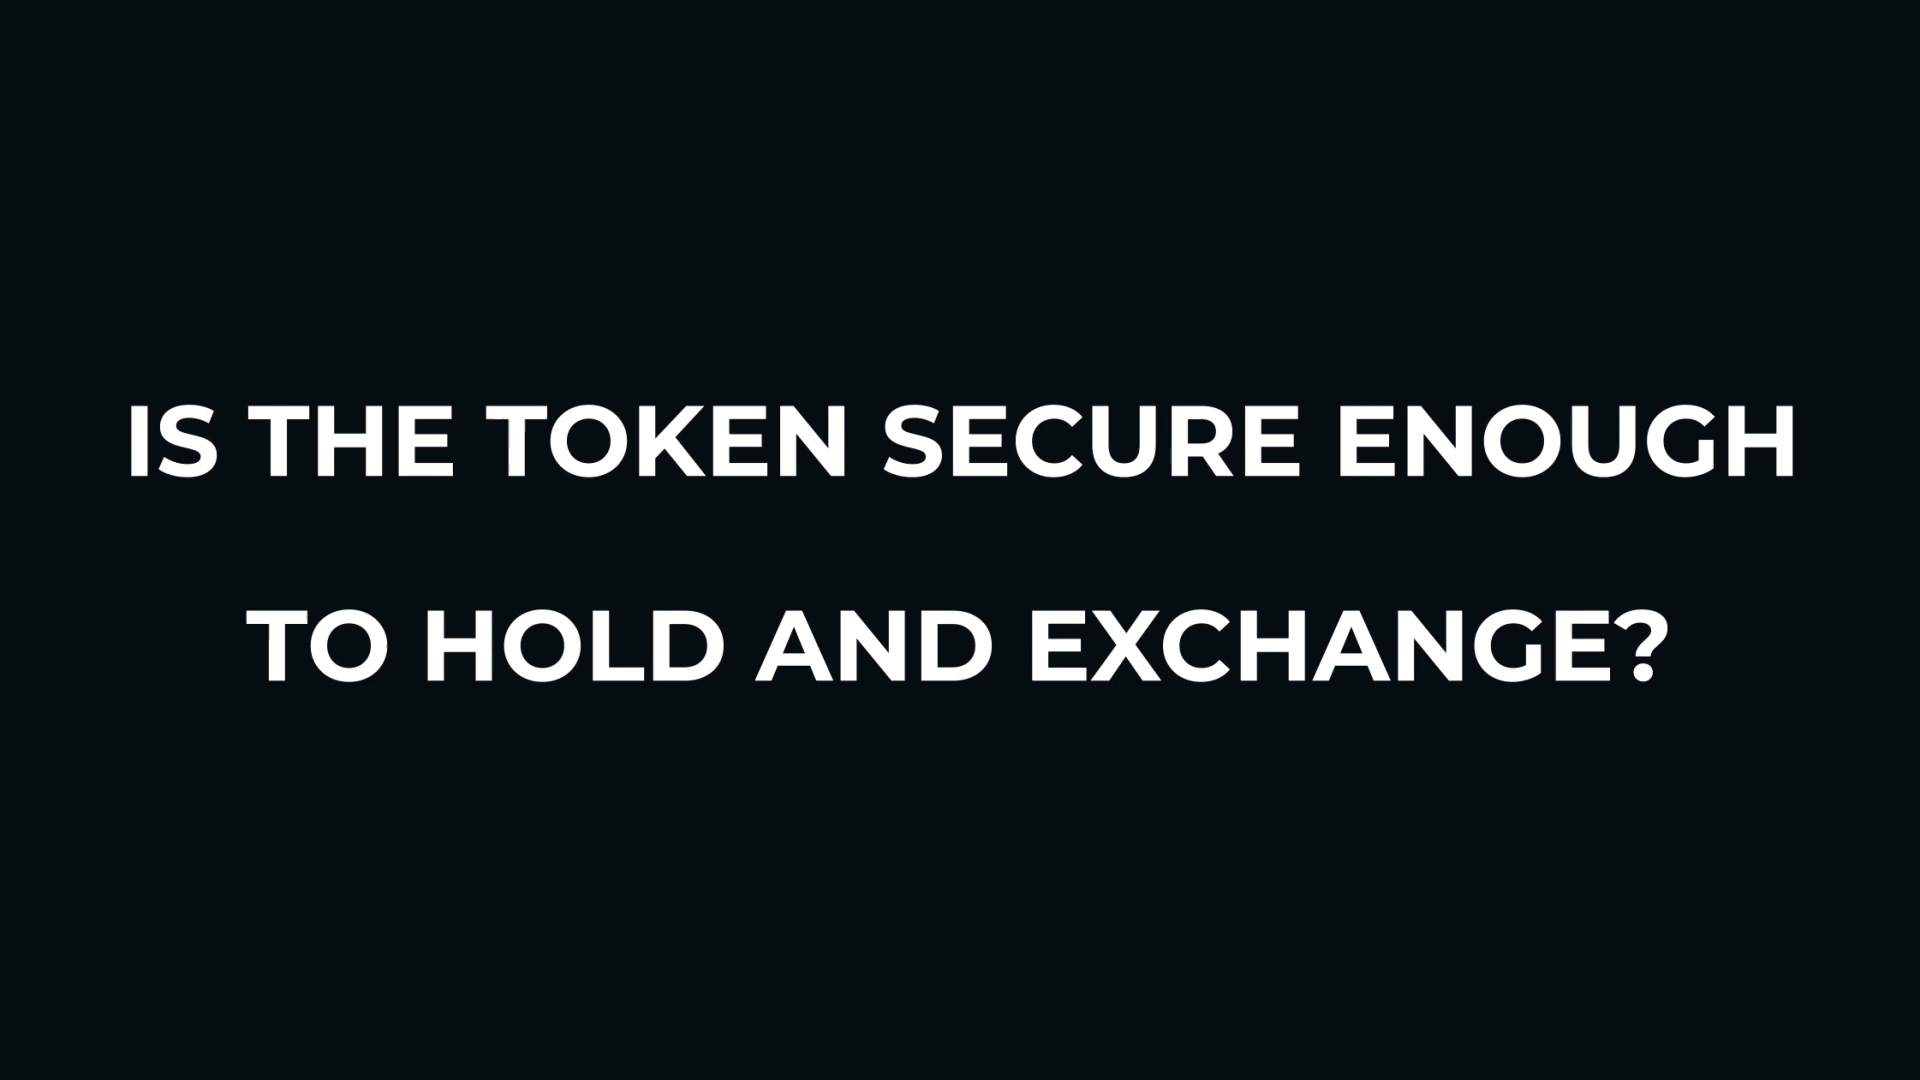 IS THE TOKEN SECURE ENOUGH
TO HOLD AND EXCHANGE?